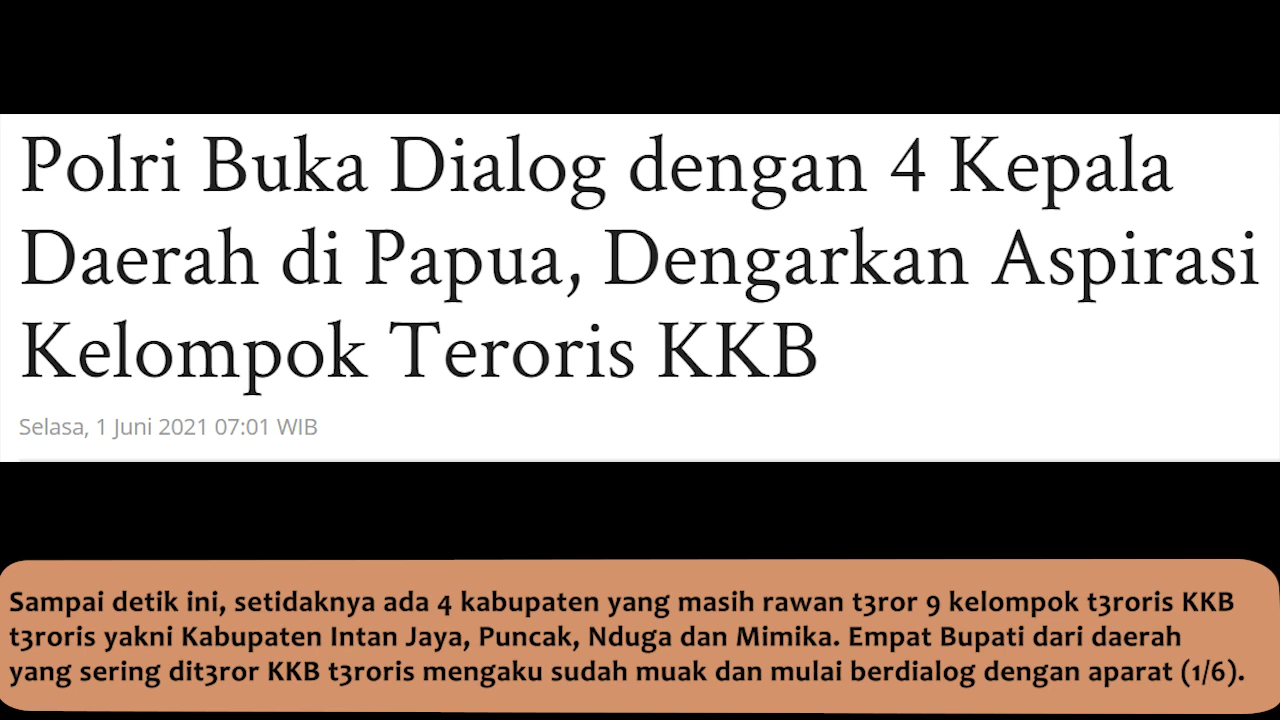 Polri Buka Dialog dengan 4 Kepala
Daerah di Papua, Dengarkan Aspirasi
Kelompok Teroris KKB
Selasa, 1 Juni 2021 07:01 WIB
Sampai detik ini, setidaknya ada 4 kabupaten yang masih rawan t3ror 9 kelompok t3roris KKB
t3roris yakni Kabupaten Intan Jaya, Puncak, Nduga dan Mimika. Empat Bupati dari daerah
yang sering dit3ror KKB t3roris mengaku sudah muak dan mulai berdialog dengan aparat (1/6).